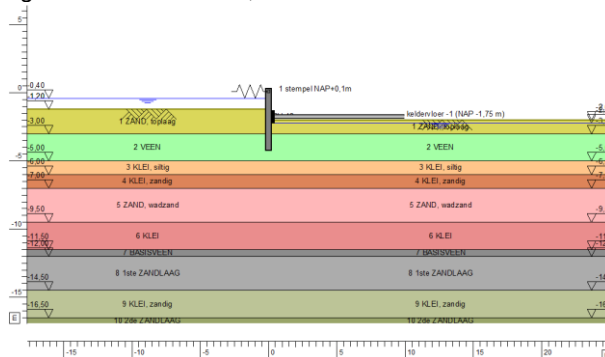 5
0
-0,40
-1,20
1 stempel NAP+0,1m
keldervloer -1 (NAP -1,75 m)
1 ZAND, toplaag
1 ZAND, toplaag
-3,00
2 VEEN
2 VEEN
-5,00
-5
3 KLEI, siltig
3 KLEI, siltig
-7,00
4 KLEI, zandig
4 KLEI, zandig
5 ZAND, wadzand
5 ZAND, wadzand
-9,50
-10
6 KLEI
6 KLEI
-11,50
-12,00
7 BASISVEEN
7 BASISVEEN
8 1ste ZANDLAAG
8 1ste ZANDLAAG
-14,50
-15
9 KLEI, zandig
9 KLEI, zandig
-16,50
10 2de ZANDLAAG
10 2de ZANDLAAG
-15 -10 -5 0 5 10 15 20